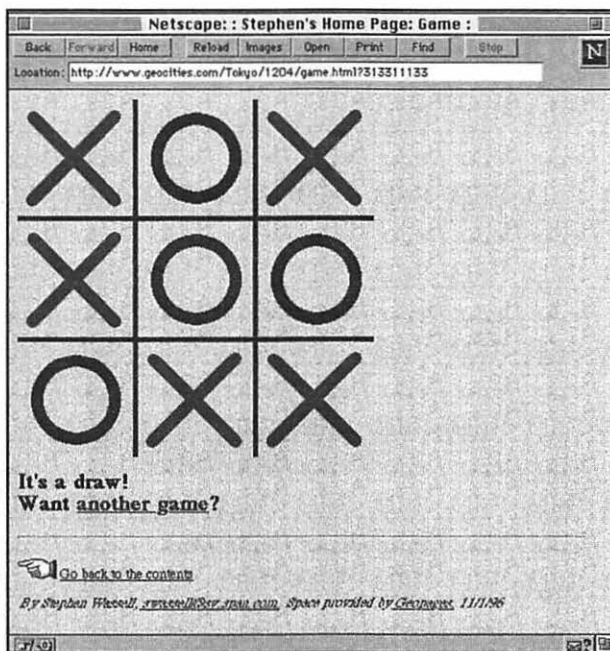 Netscape: : Stephen's Home Page: Game :
Back Forward Home Reload Images Open Print Find Stop
N
Location: http://www.geocities.com/Tokyo/1204/game.html?313311133
X O X
X O O
O X X
It's a draw!
Want another game?
Go back to the contents
By Stephen Space provided by Geopages, 11/1/96
?